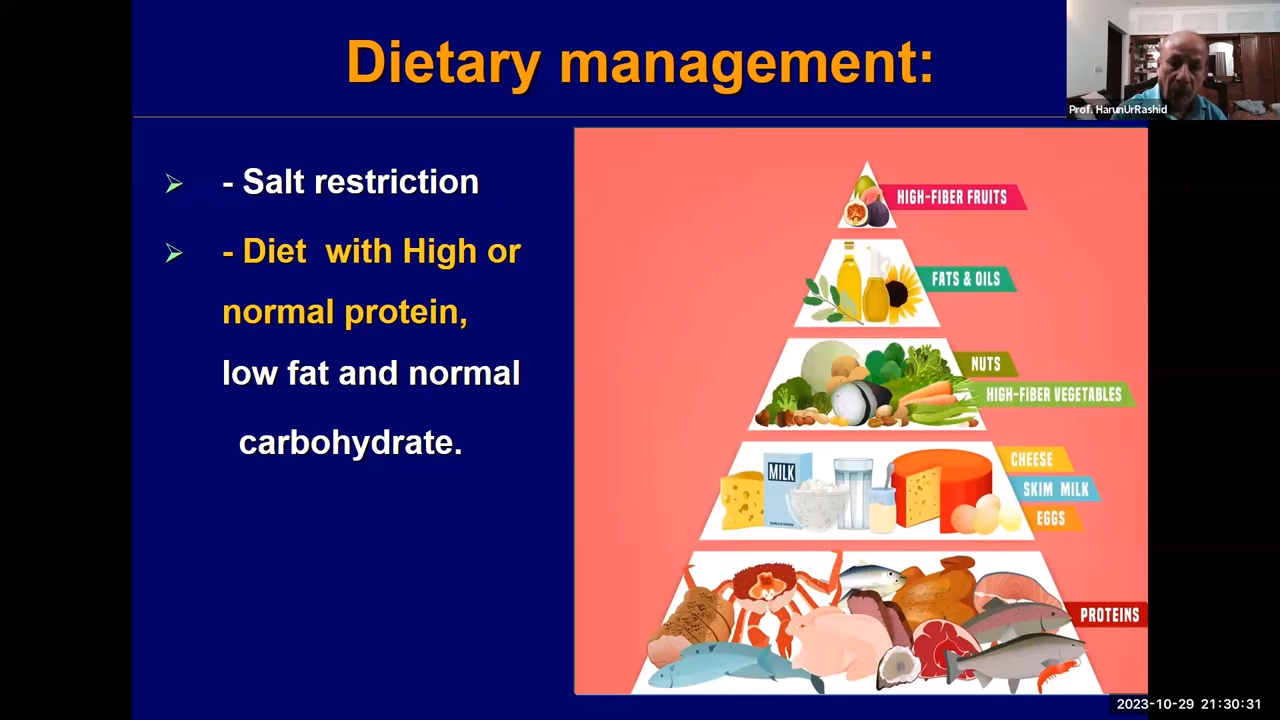 Dietary management:
Prof. HarunUrRashid
- Salt restriction
- Diet with High or
normal protein,
low fat and normal
carbohydrate.
HIGH-FIBER FRUITS
FATS & OILS
NUTS
HIGH-FIBER VEGETABLES
MILK
CHEESE
SKIM MILK
EGGS
PROTEINS
2023-10-29 21:30:31